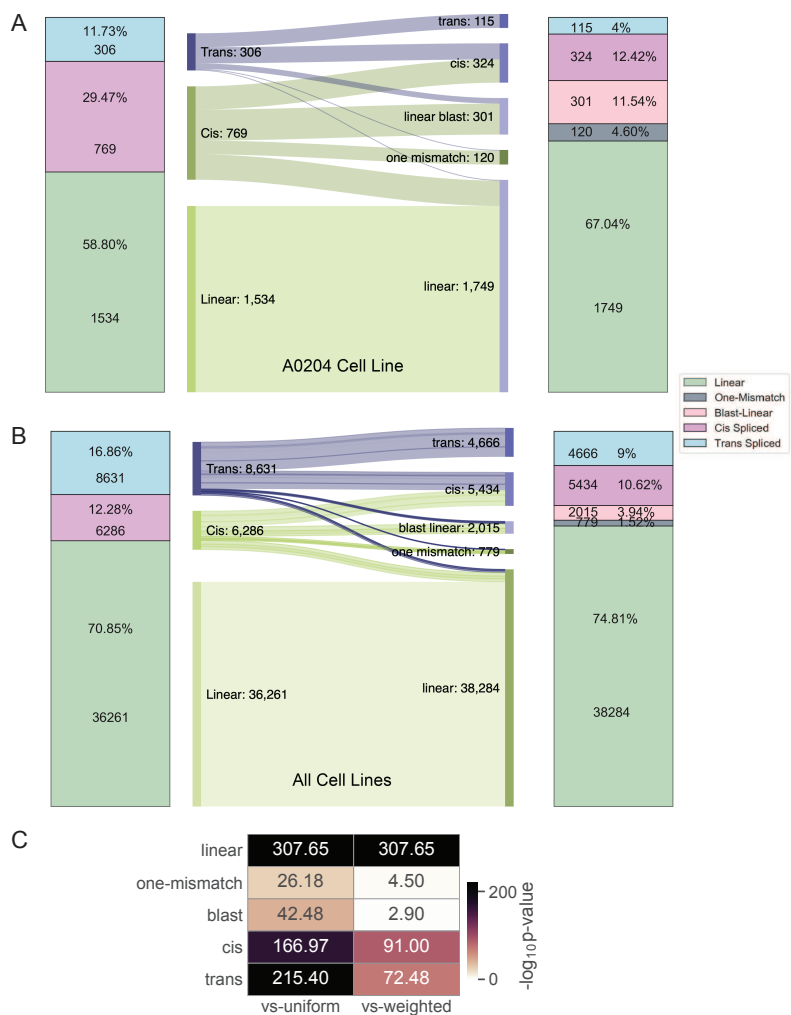 A
11.73%
306
29.47%
769
58.80%
1534
Trans: 306
Cis: 769
Linear: 1,534
trans: 115
cis: 324
linear blast: 301
one mismatch: 120
linear: 1,749
A0204 Cell Line
115 4%
324 12.42%
301 11.54%
120 4.60%
67.04%
1749
Linear
One-Mismatch
Blast-Linear
Cis Spliced
Trans Spliced
B
16.86%
8631
12.28%
6286
70.85%
36261
Trans: 8,631
Cis: 6,286
Linear: 36,261
trans: 4,666
cis: 5,434
blast linear: 2,015
one mismatch: 779
linear: 38,284
All Cell Lines
4666 9%
5434 10.62%
2015 3.94%
779 1.52%
74.81%
38284
C
linear 307.65 307.65
one-mismatch 26.18 4.50
blast 42.48 2.90
cis 166.97 91.00
trans 215.40 72.48
vs-uniform vs-weighted
200
0
-log₁₀p-value